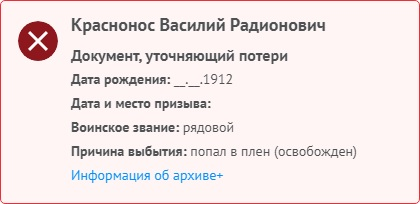 Краснонос Василий Радионович
Документ, уточняющий потери
Дата рождения: __.__.1912
Дата и место призыва:
Воинское звание: рядовой
Причина выбытия: попал в плен (освобожден)
Информация об архиве+